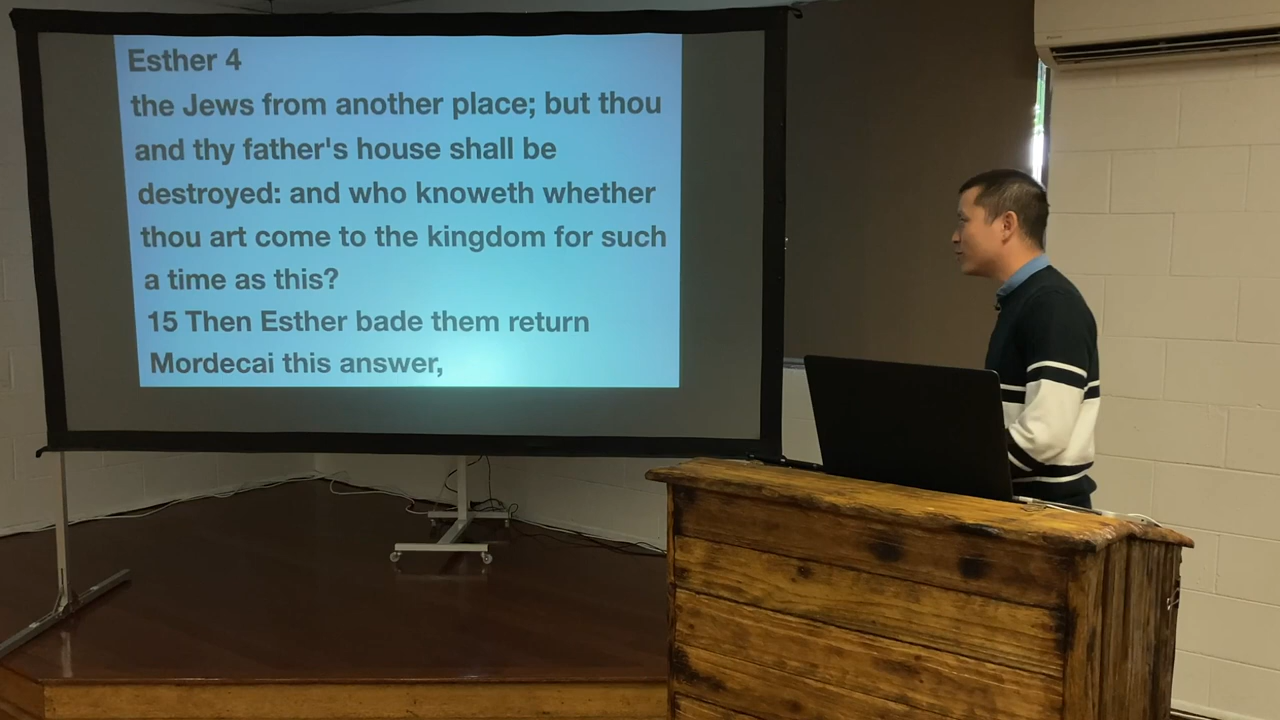 Esther 4
the Jews from another place; but thou
and thy father's house shall be
destroyed: and who knoweth whether
thou art come to the kingdom for such
a time as this?
15 Then Esther bade them return
Mordecai this answer,